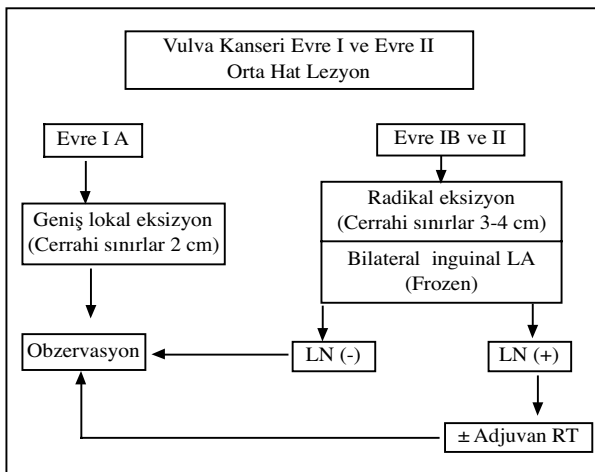 Vulva Kanseri Evre I ve Evre II
Orta Hat Lezyon
Evre I A
Evre IB ve II
Geniş lokal eksizyon
(Cerrahi sınırlar 2 cm)
Radikal eksizyon
(Cerrahi sınırlar 3-4 cm)
Bilateral inguinal LA
(Frozen)
Obzervasyon
LN (-)
LN (+)
± Adjuvan RT